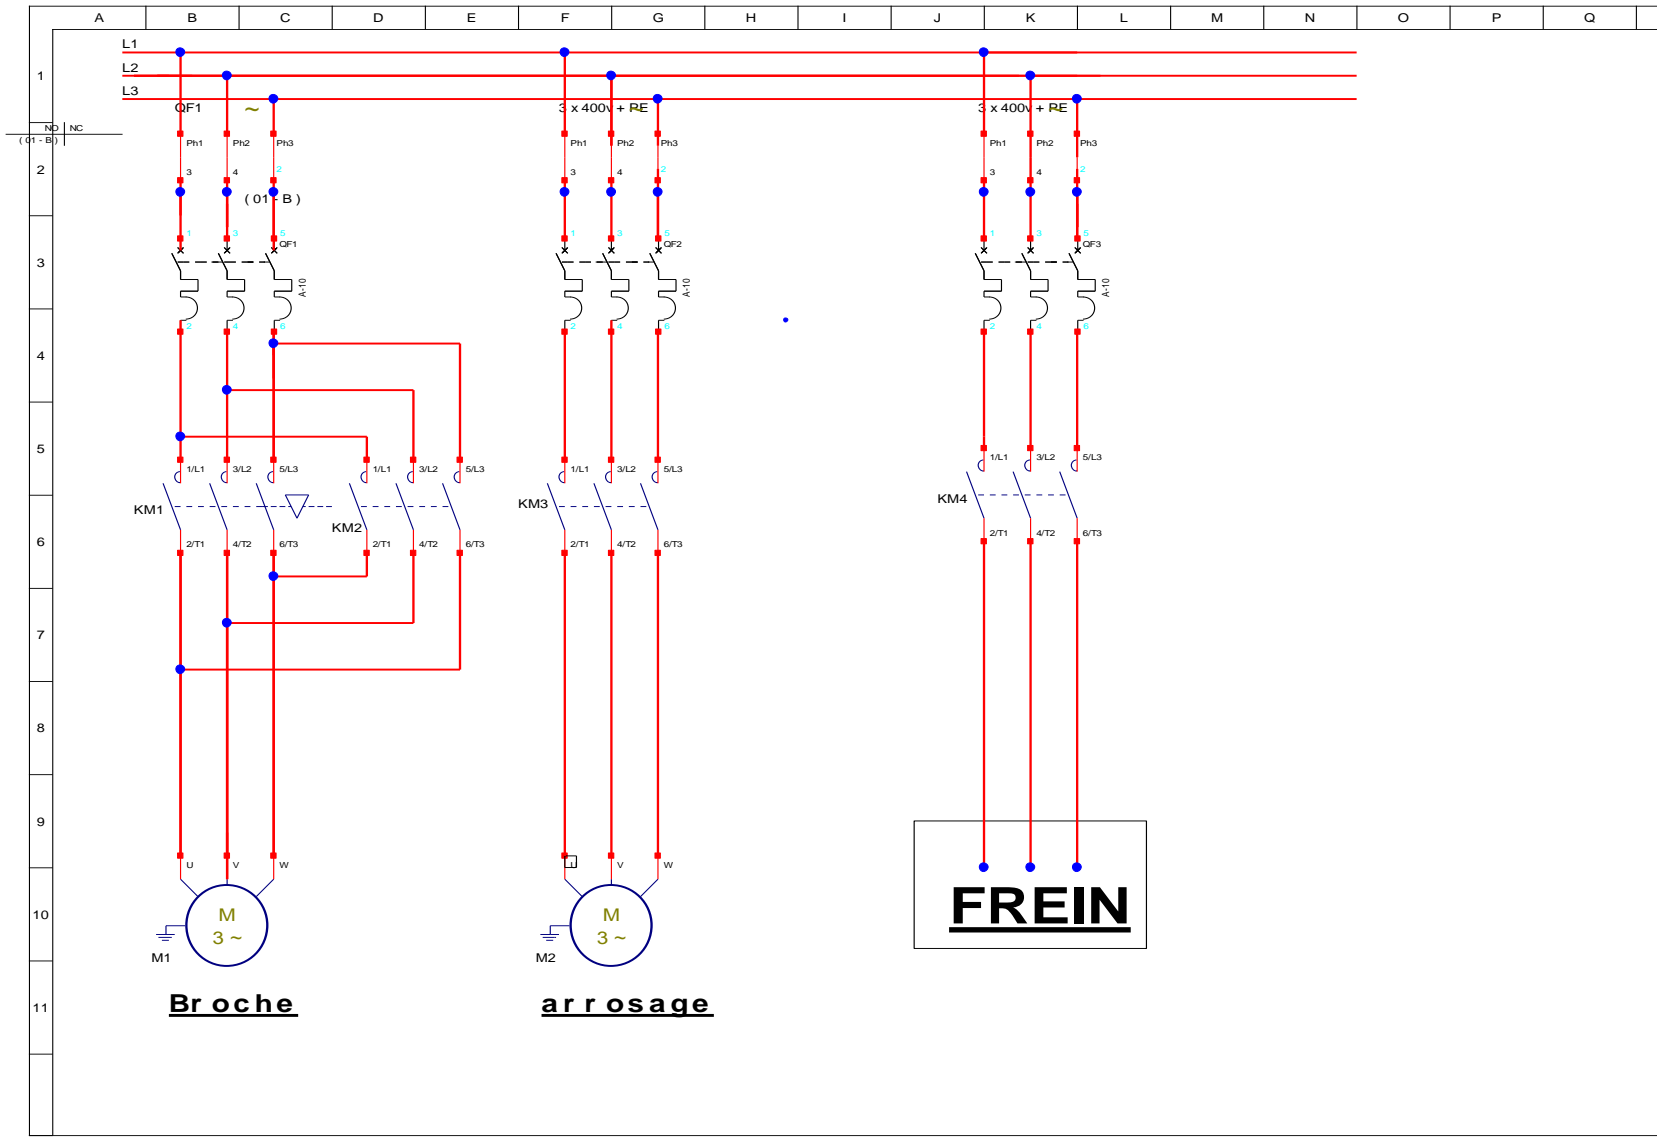 A B C D E F G H I J K L M N O P Q
L1
1 L2
L3
QF1 ~ 3 x 400v + PE ~ 3 x 400v + PE ~
NO NC
( 01 - B )
Ph1 Ph2 Ph3 Ph1 Ph2 Ph3 Ph1 Ph2 Ph3
2 3 4 2 3 4 2 3 4 2
( 01 - B )
1 3 5 1 3 5 1 3 5
QF1 QF2 QF3
3
A-10 A-10 A-10
2 4 6 2 4 6 2 4 6
4
5
1/L1 3/L2 5/L3 1/L1 3/L2 5/L3 1/L1 3/L2 5/L3 1/L1 3/L2 5/L3
KM1 KM2 KM3 KM4
6 2/T1 4/T2 6/T3 2/T1 4/T2 6/T3 2/T1 4/T2 6/T3 2/T1 4/T2 6/T3
7
8
9
U V W U V W
10 M M FREIN
3 ~ 3 ~
M1 M2
11 Broche arrosage